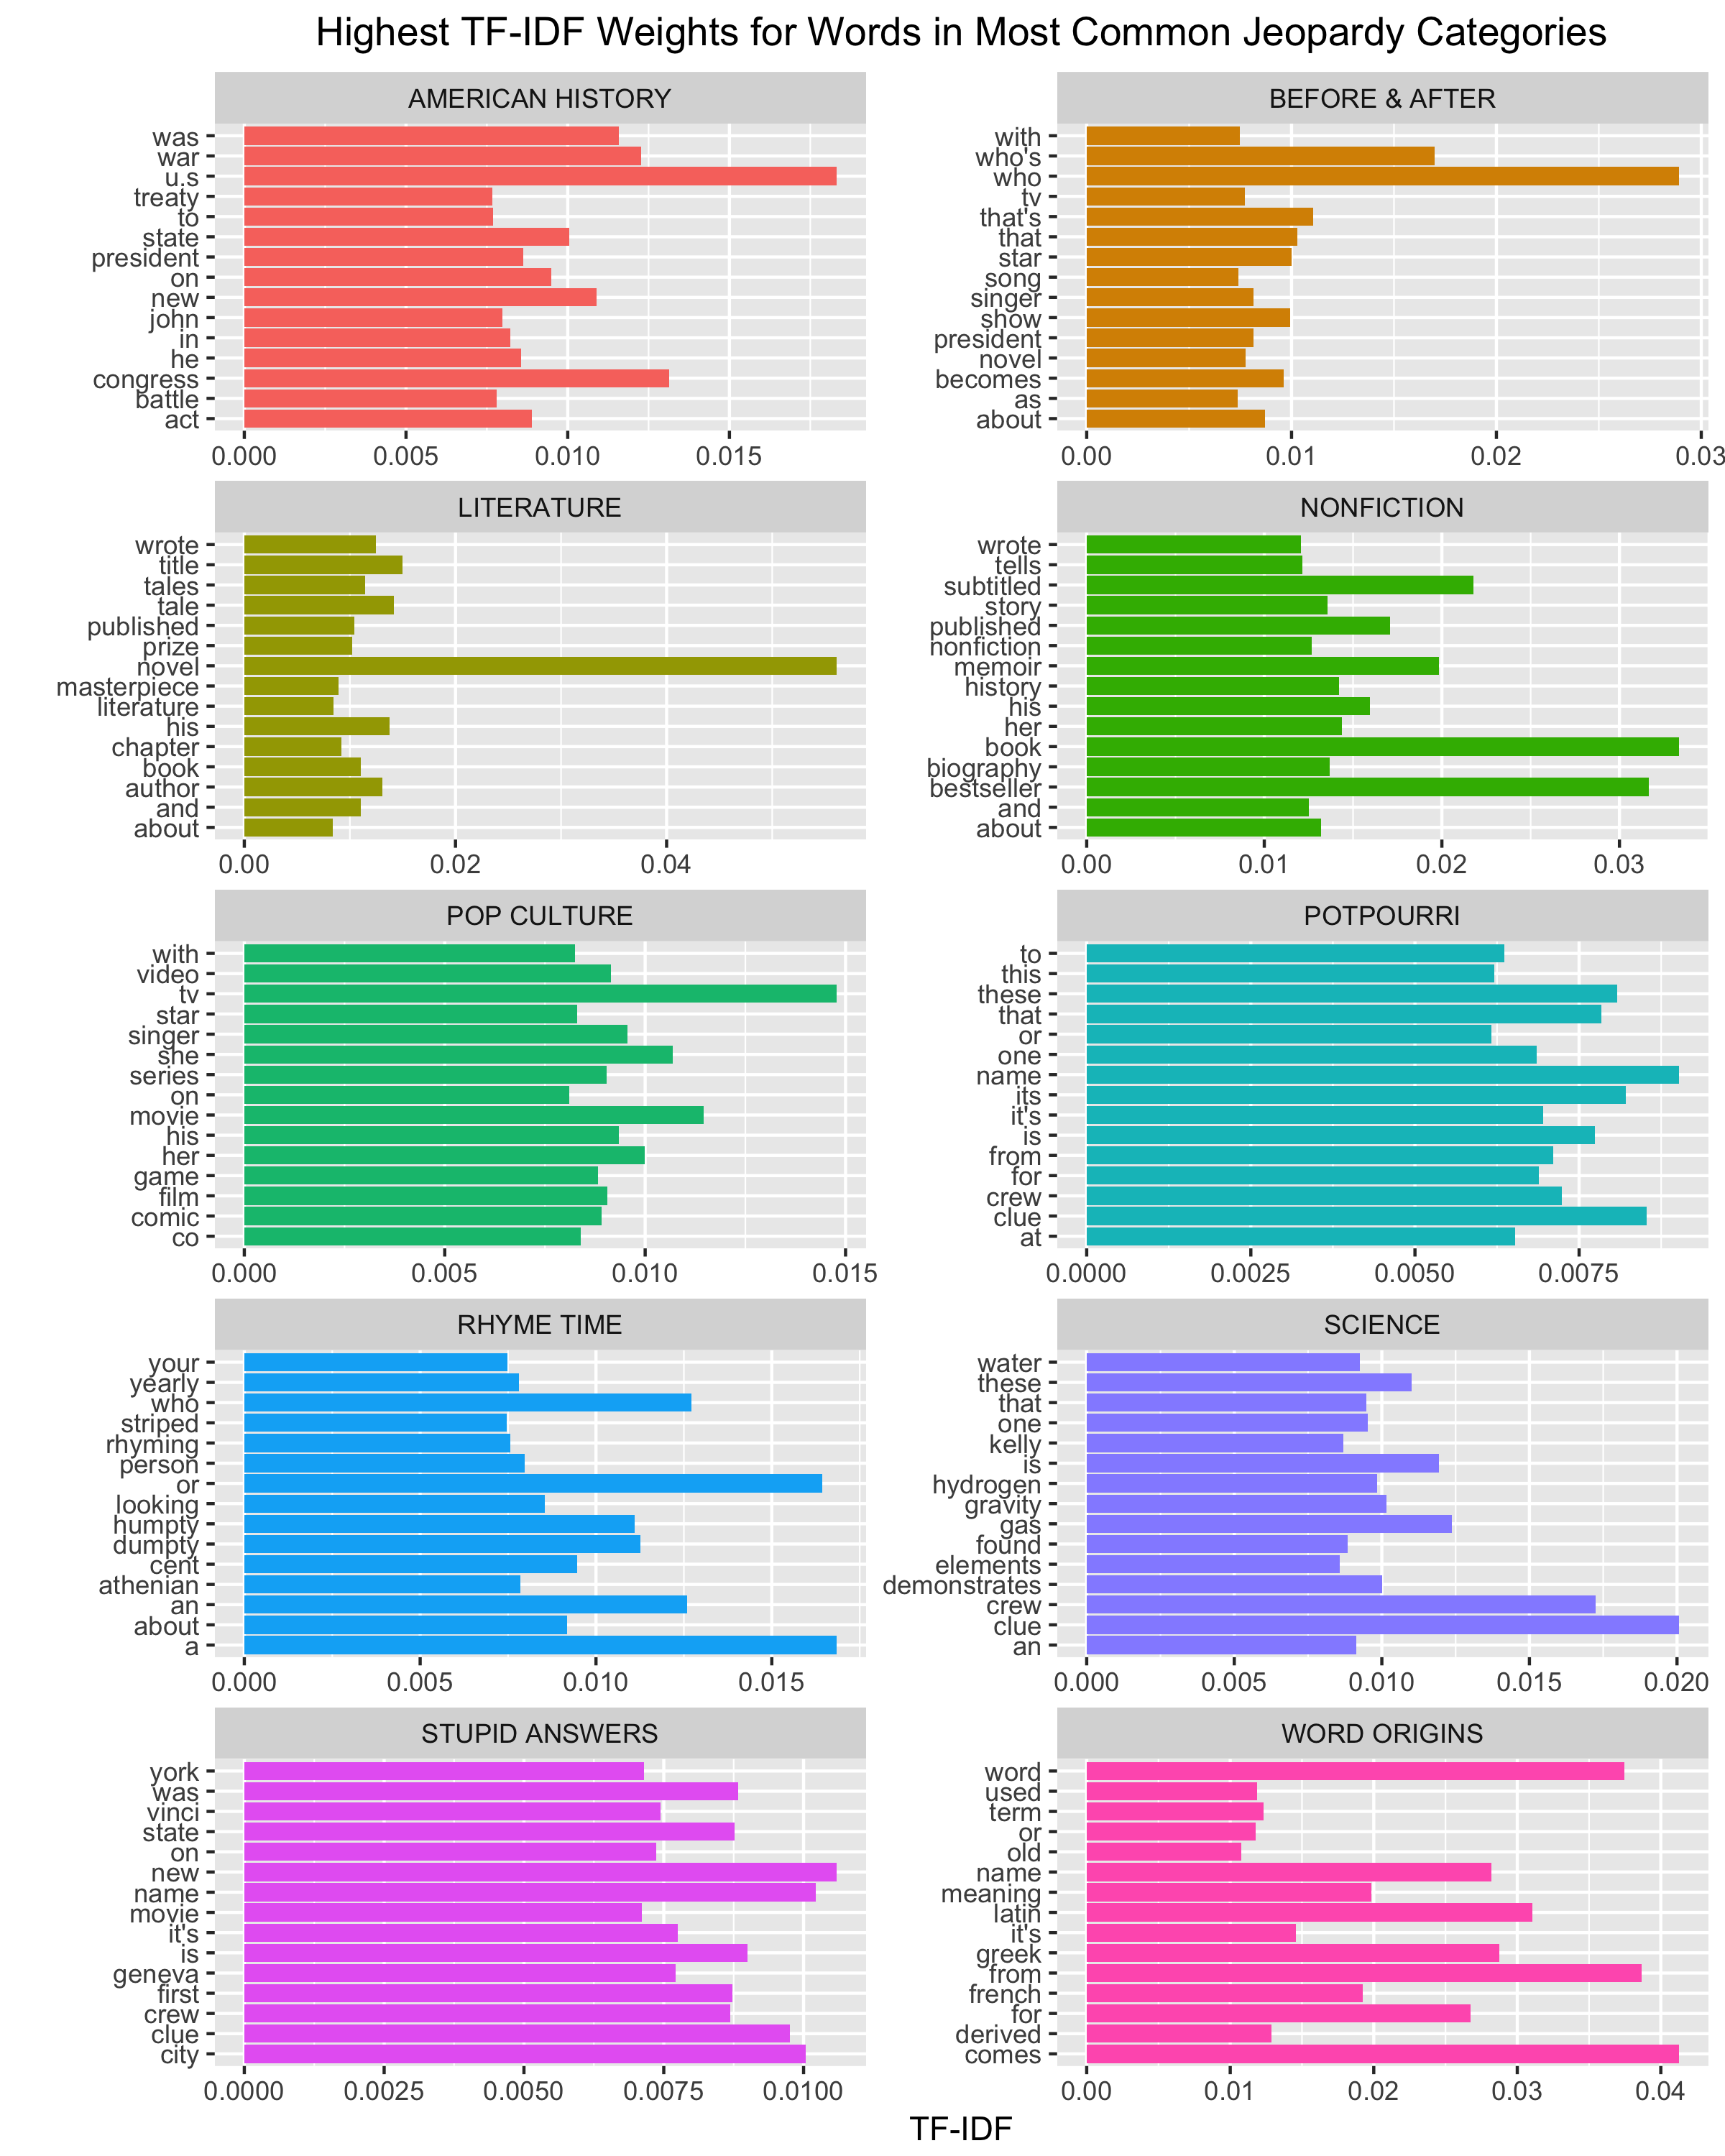 Highest TF-IDF Weights for Words in Most Common Jeopardy Categories
AMERICAN HISTORY
was
war
u.s
treaty
to
state
president
on
new
john
in
he
congress
battle
act
0.000 0.005 0.010 0.015
BEFORE & AFTER
with
who's
who
tv
that's
that
star
song
singer
show
president
novel
becomes
as
about
0.00 0.01 0.02 0.03
LITERATURE
wrote
title
tales
tale
published
prize
novel
masterpiece
literature
his
chapter
book
author
and
about
0.00 0.02 0.04
NONFICTION
wrote
tells
subtitled
story
published
nonfiction
memoir
history
his
her
book
biography
bestseller
and
about
0.00 0.01 0.02 0.03
POP CULTURE
with
video
tv
star
singer
she
series
on
movie
his
her
game
film
comic
co
0.000 0.005 0.010 0.015
POTPOURRI
to
this
these
that
or
one
name
its
it's
is
from
for
crew
clue
at
0.0000 0.0025 0.0050 0.0075
RHYME TIME
your
yearly
who
striped
rhyming
person
or
looking
humpty
dumpty
cent
athenian
an
about
a
0.000 0.005 0.010 0.015
SCIENCE
water
these
that
one
kelly
is
hydrogen
gravity
gas
found
elements
demonstrates
crew
clue
an
0.000 0.005 0.010 0.015 0.020
STUPID ANSWERS
york
was
vinci
state
on
new
name
movie
it's
is
geneva
first
crew
clue
city
0.0000 0.0025 0.0050 0.0075 0.0100
WORD ORIGINS
word
used
term
or
old
name
meaning
latin
it's
greek
from
french
for
derived
comes
0.00 0.01 0.02 0.03 0.04
TF-IDF